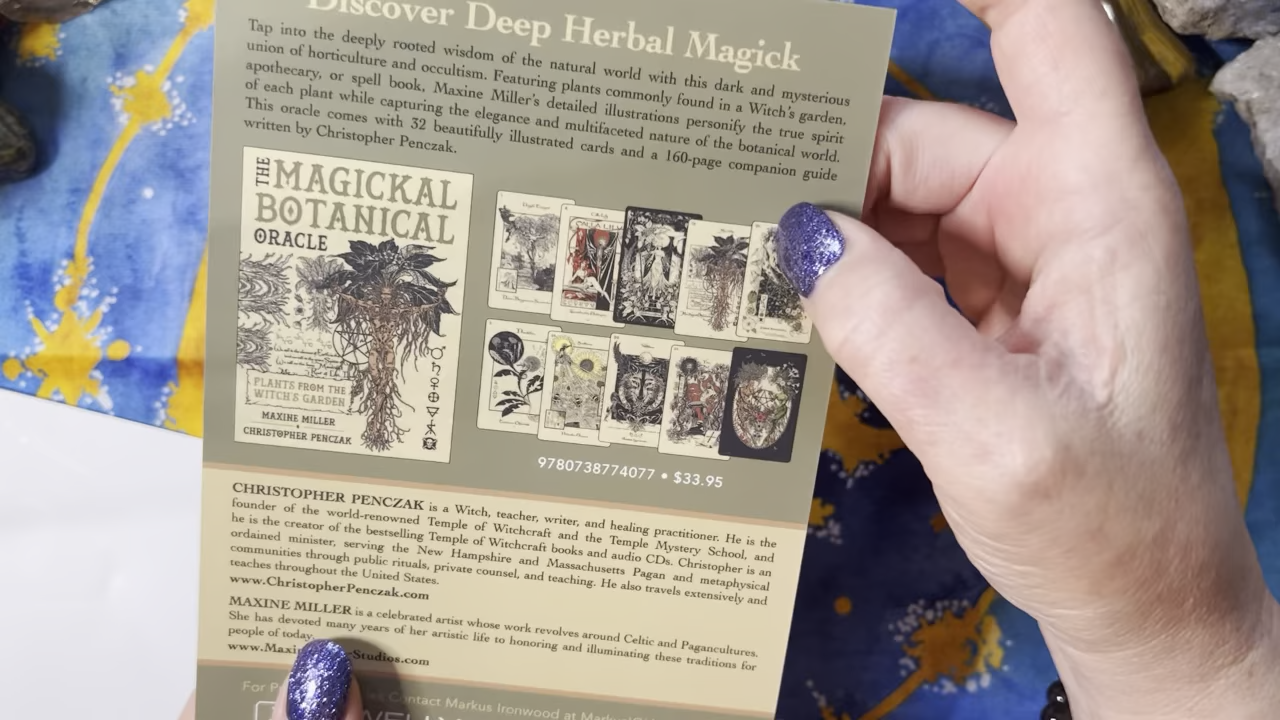 Discover Deep Herbal Magick
Tap into the deeply rooted wisdom of the natural world with this dark and mysterious
union of horticulture and occultism. Featuring plants commonly found in a Witch's garden,
apothecary, or spell book, Maxine Miller's detailed illustrations personify the true spirit
of each plant while capturing the elegance and multifaceted nature of the botanical world.
This oracle comes with 32 beautifully illustrated cards and a 160-page companion guide
written by Christopher Penczak.
THE
MAGICKAL
BOTANICAL
ORACLE
PLANTS FROM THE
WITCH'S GARDEN
MAXINE MILLER
CHRISTOPHER PENCZAK
CALLA LILY
9780738774077 • $33.95
CHRISTOPHER PENCZAK is a Witch, teacher, writer, and healing practitioner. He is the
founder of the world-renowned Temple of Witchcraft and the Temple Mystery School, and
he is the creator of the bestselling Temple of Witchcraft books and audio CDs. Christopher is an
ordained minister, serving the New Hampshire and Massachusetts Pagan and metaphysical
communities through public rituals, private counsel, and teaching. He also travels extensively and
teaches throughout the United States.
www.ChristopherPenczak.com
MAXINE MILLER is a celebrated artist whose work revolves around Celtic and Pagancultures.
She has devoted many years of her artistic life to honoring and illuminating these traditions for
people of today.
Studios.com
For Contact Markus Ironwood at